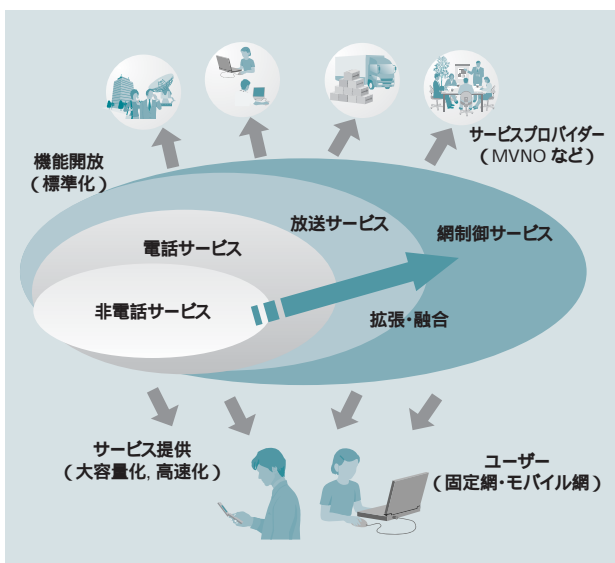 機能開放
（標準化）
サービスプロバイダー
（MVNO など）
放送サービス
網制御サービス
電話サービス
非電話サービス
拡張・融合
サービス提供
（大容量化, 高速化）
ユーザー
（固定網・モバイル網）